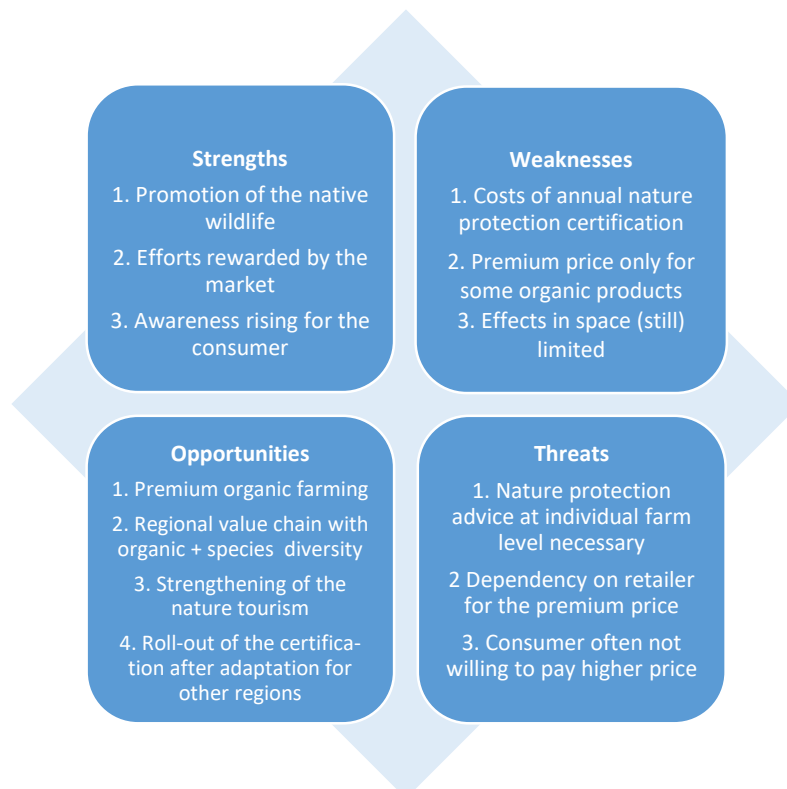 Strengths
1. Promotion of the native
wildlife
2. Efforts rewarded by the
market
3. Awareness rising for the
consumer
Weaknesses
1. Costs of annual nature
protection certification
2. Premium price only for
some organic products
3. Effects in space (still)
limited
Opportunities
1. Premium organic farming
2. Regional value chain with
organic + species diversity
3. Strengthening of the
nature tourism
4. Roll-out of the certifica-
tion after adaptation for
other regions
Threats
1. Nature protection
advice at individual farm
level necessary
2 Dependency on retailer
for the premium price
3. Consumer often not
willing to pay higher price